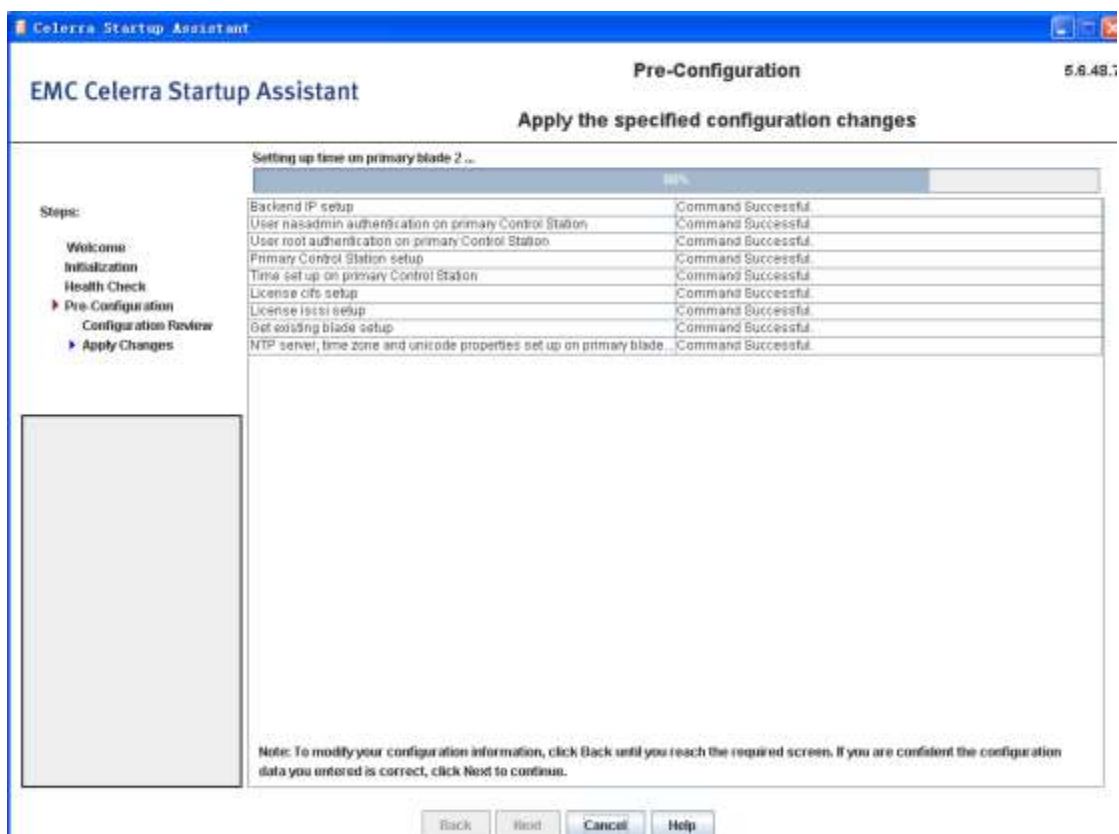 Celerra Startup Assistant
EMC Celerra Startup Assistant
Pre-Configuration
5.6.48.7
Apply the specified configuration changes
Steps:
Welcome
Initialization
Health Check
Pre-Configuration
Configuration Review
Apply Changes
Setting up time on primary blade 2 ...
80%
Backend IP setup Command Successful.
User nasadmin authentication on primary Control Station Command Successful.
User root authentication on primary Control Station Command Successful.
Primary Control Station setup Command Successful.
Time set up on primary Control Station Command Successful.
License cifs setup Command Successful.
License iscsi setup Command Successful.
Get existing blade setup Command Successful.
NTP server, time zone and unicode properties set up on primary blade... Command Successful.
Note: To modify your configuration information, click Back until you reach the required screen. If you are confident the configuration
data you entered is correct, click Next to continue.
Back Next Cancel Help